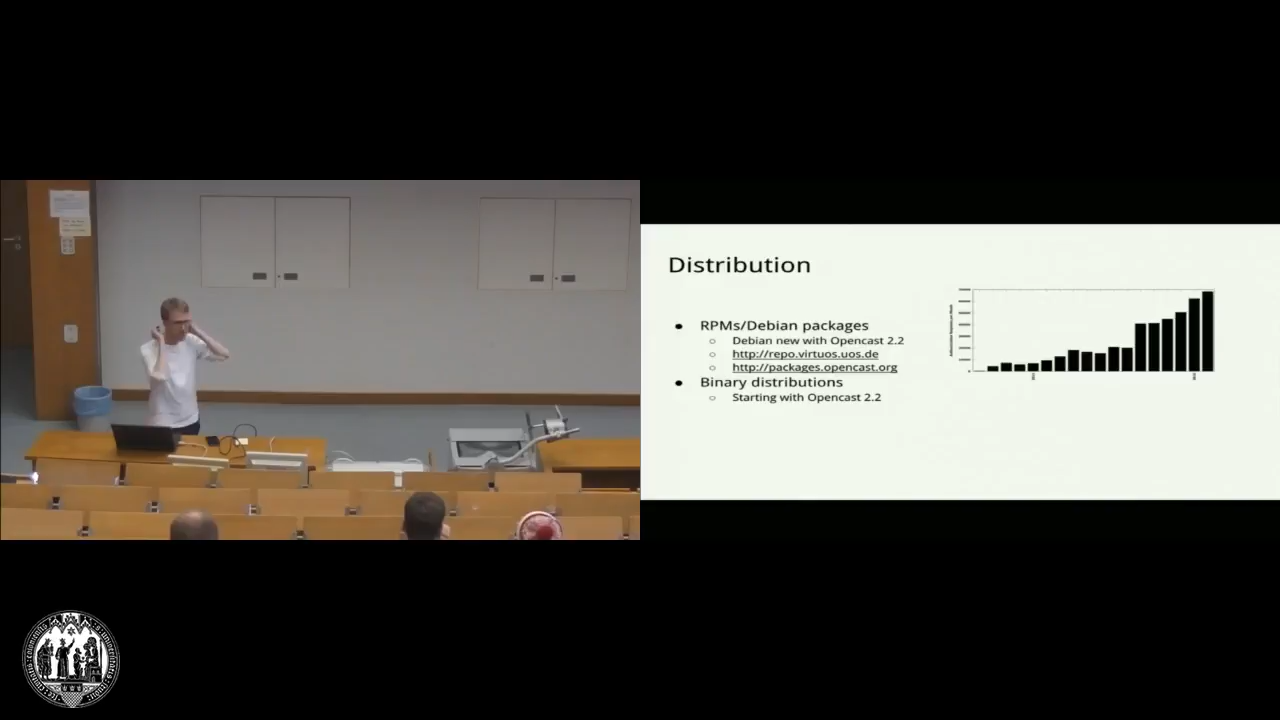 Distribution
● RPMs/Debian packages
○ Debian new with Opencast 2.2
○ http://repo.virtuos.uos.de
○ http://packages.opencast.org
● Binary distributions
○ Starting with Opencast 2.2